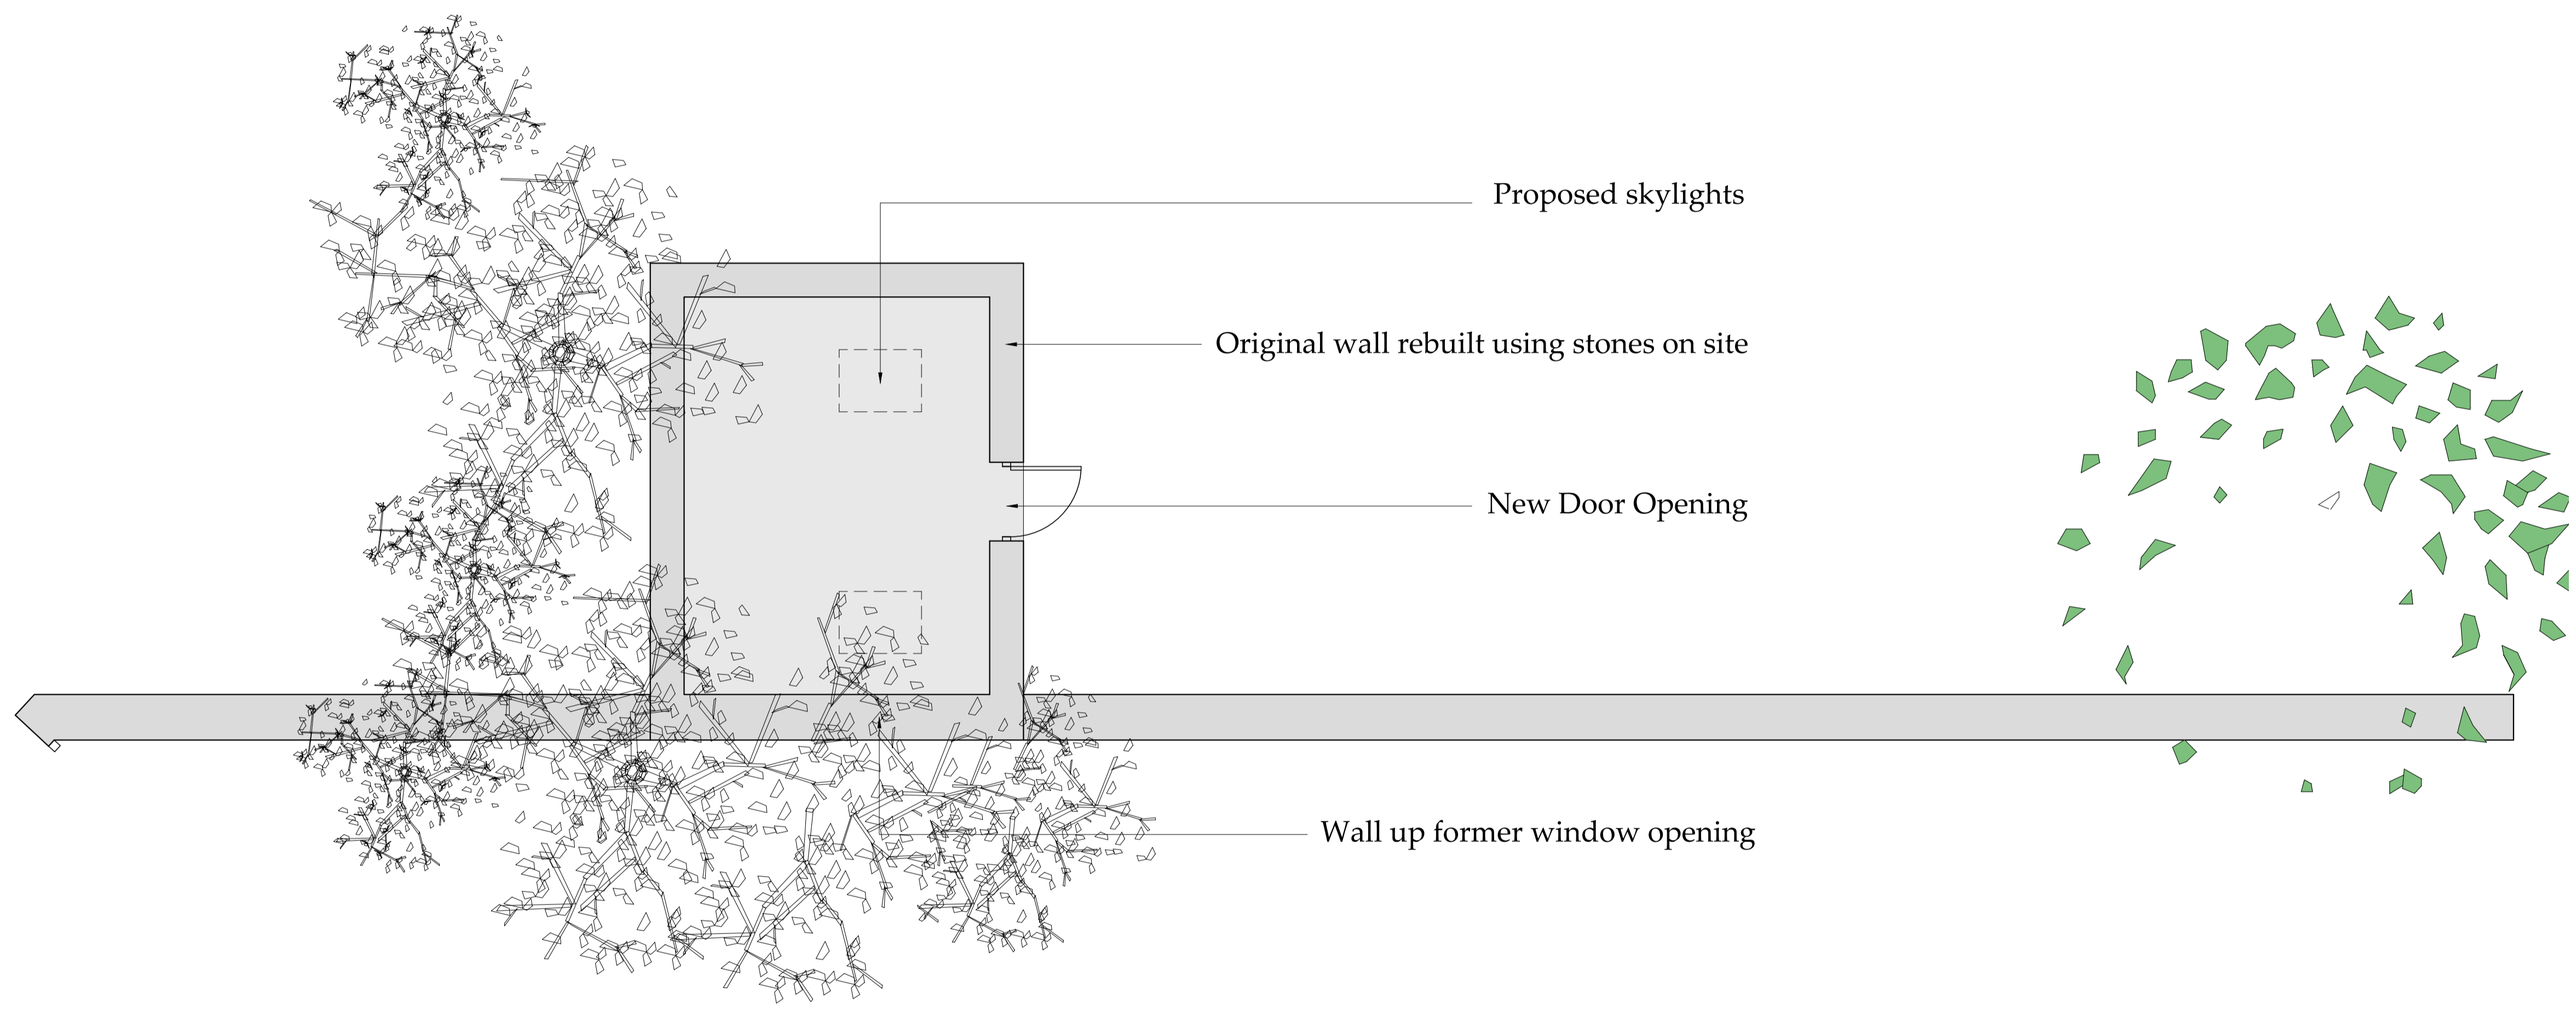 Proposed skylights
Original wall rebuilt using stones on site
New Door Opening
Wall up former window opening